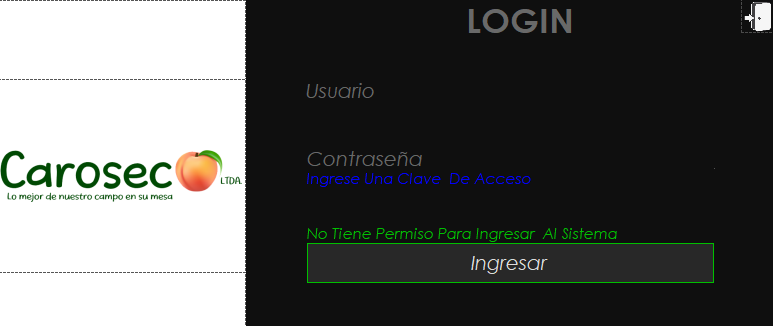 LOGIN
Usuario
Contraseña
Ingrese Una Clave De Acceso
Carosec
LTDA.
Lo mejor de nuestro campo en su mesa
No Tiene Permiso Para Ingresar Al Sistema
Ingresar